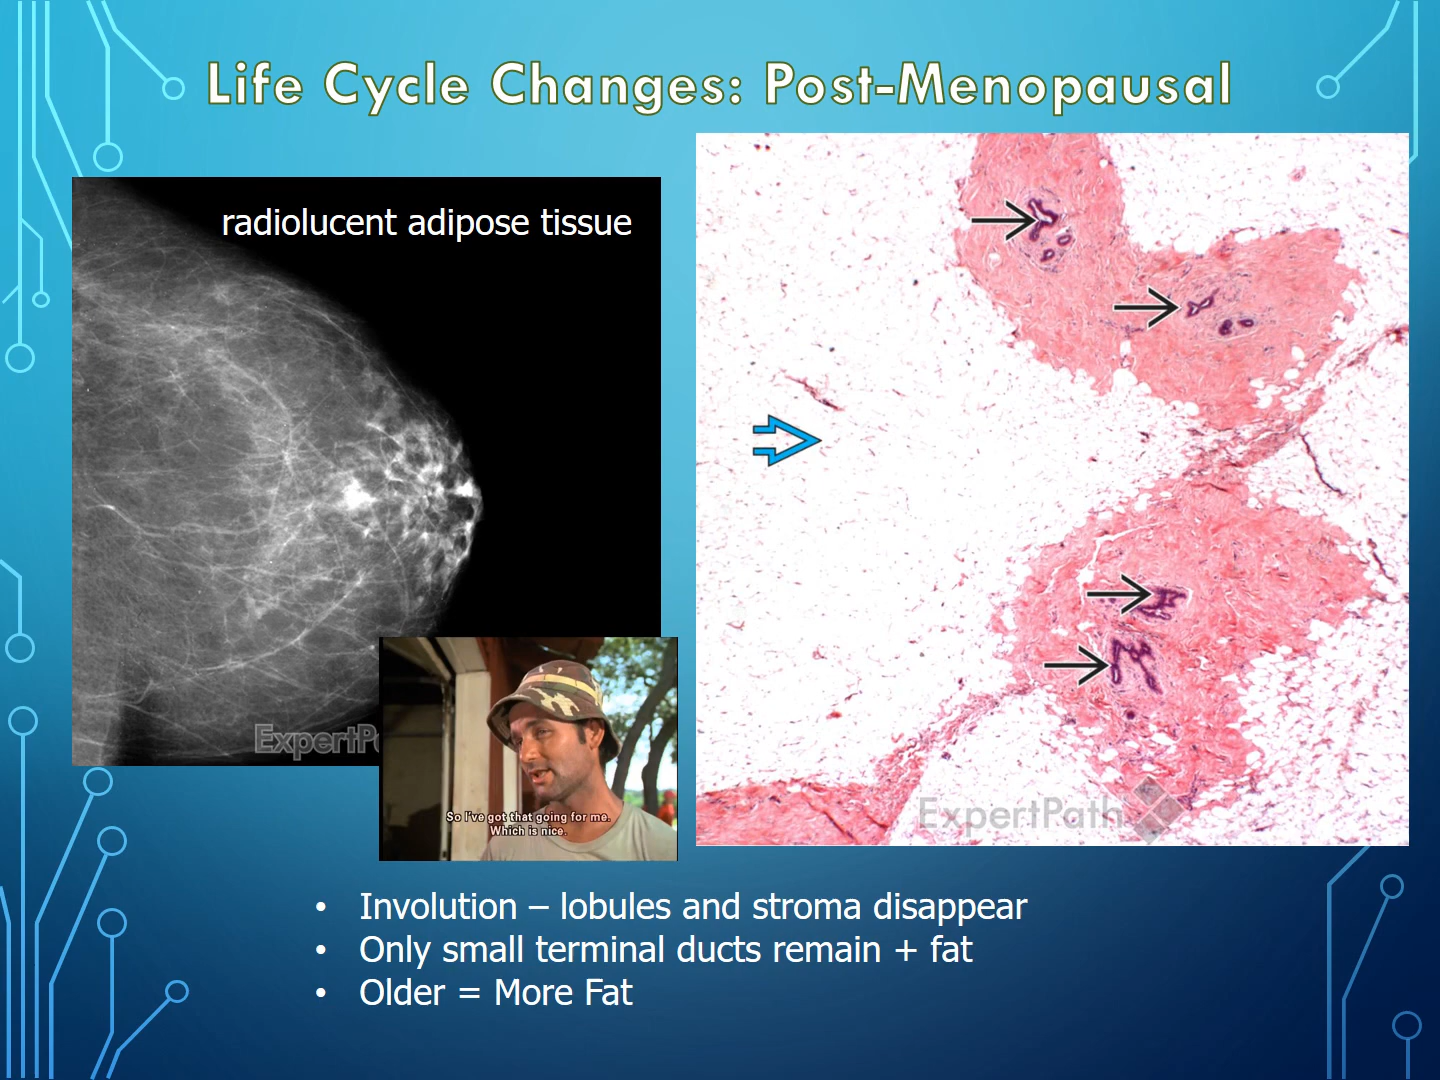 Life Cycle Changes: Post-Menopausal
radiolucent adipose tissue
ExpertPa
So I've got that going for me.
Which is nice.
ExpertPath
• Involution – lobules and stroma disappear
• Only small terminal ducts remain + fat
• Older = More Fat